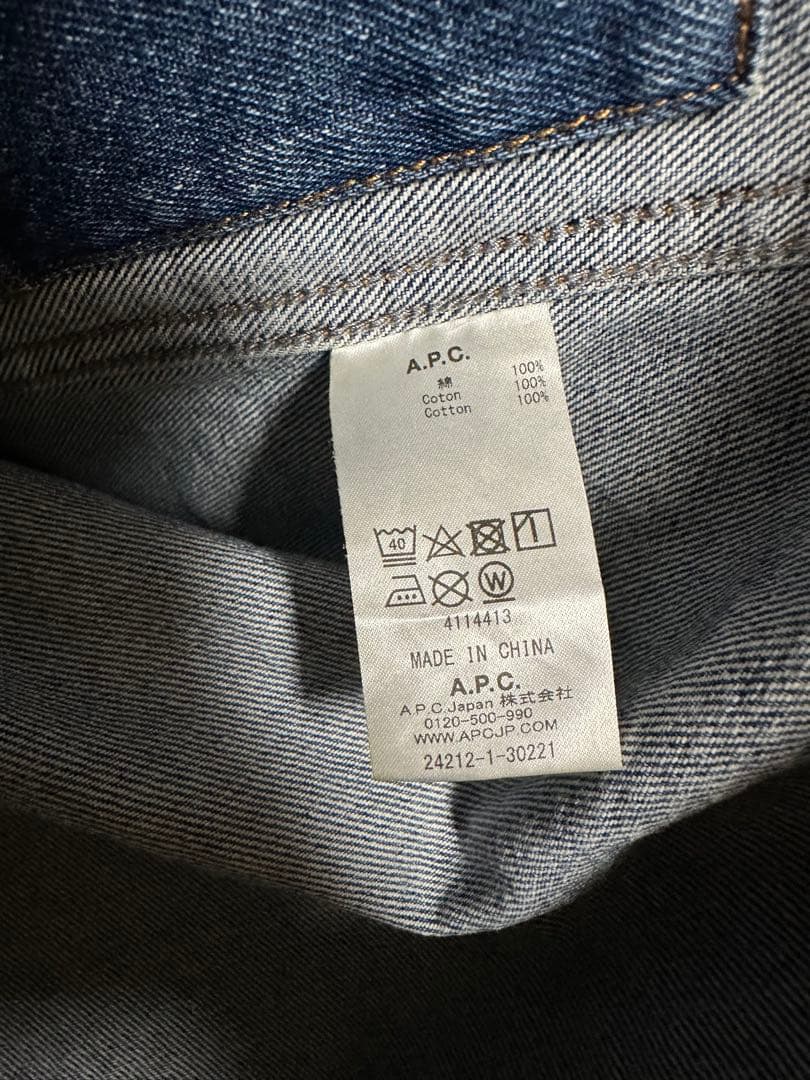 A.P.C.
綿 100%
Coton 100%
Cotton 100%
40
W
4114413
MADE IN CHINA
A.P.C.
A.P.C.Japan 株式会社
0120-500-990
WWW.APCJP.COM
24212-1-30221